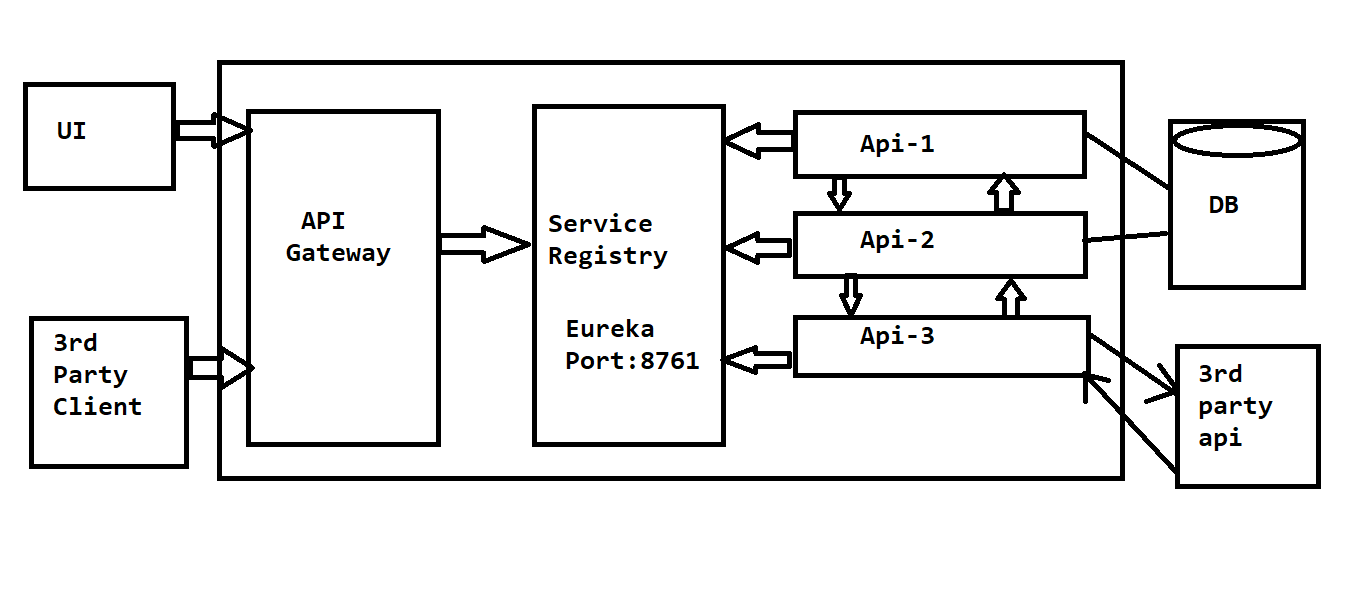 UI
3rd
Party
Client
API
Gateway
Service
Registry
Eureka
Port:8761
Api-1
Api-2
Api-3
DB
3rd
party
api